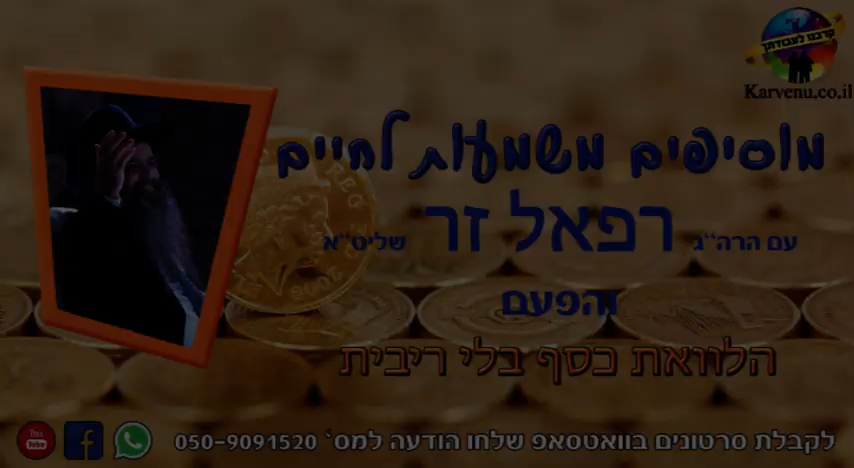 קרבנו לעבודתך
Karvenu.co.il
מוסיפים משמעות לחיים
עם הרה"ג רפאל זר שליט"א
והפעם
הלוואת כסף בלי ריבית
לקבלת סרטונים בוואטסאפ שלחו הודעה למס' 050-9091520